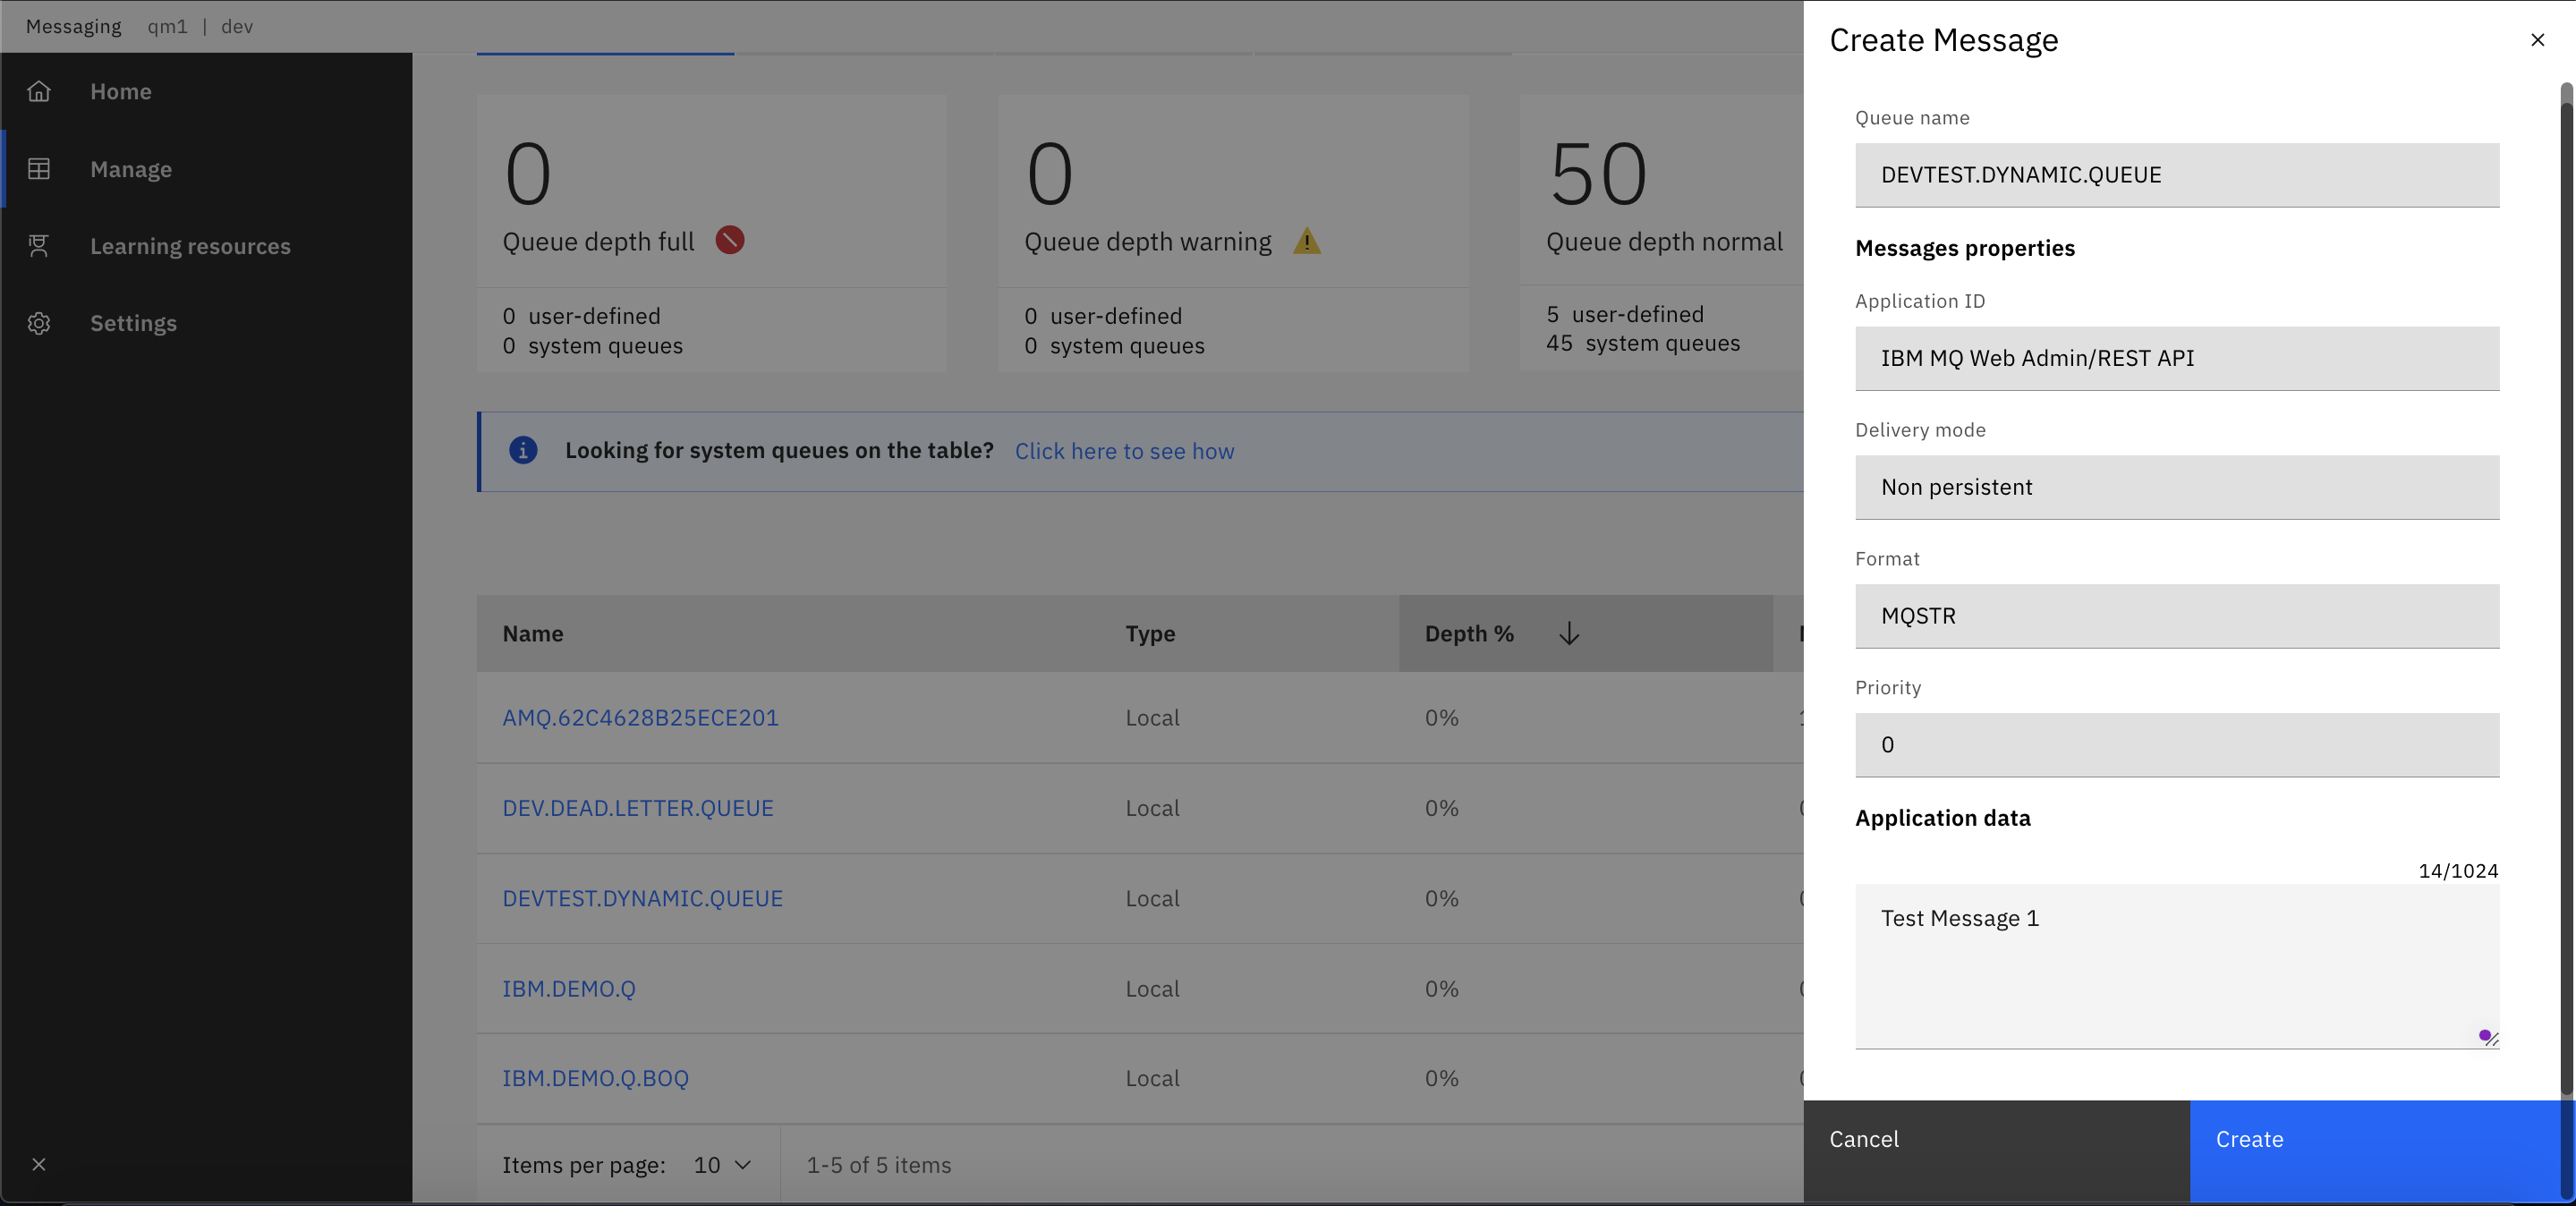 Messaging qm1 | dev
Home
Manage
Learning resources
Settings
0
Queue depth full
0 user-defined
0 system queues
0
Queue depth warning
0 user-defined
0 system queues
50
Queue depth normal
5 user-defined
45 system queues
Looking for system queues on the table? Click here to see how
Name Type Depth %
AMQ.62C4628B25ECE201 Local 0%
DEV.DEAD.LETTER.QUEUE Local 0%
DEVTEST.DYNAMIC.QUEUE Local 0%
IBM.DEMO.Q Local 0%
IBM.DEMO.Q.BOQ Local 0%
Items per page: 10 1-5 of 5 items
Create Message
Queue name
DEVTEST.DYNAMIC.QUEUE
Messages properties
Application ID
IBM MQ Web Admin/REST API
Delivery mode
Non persistent
Format
MQSTR
Priority
0
Application data
14/1024
Test Message 1
Cancel Create